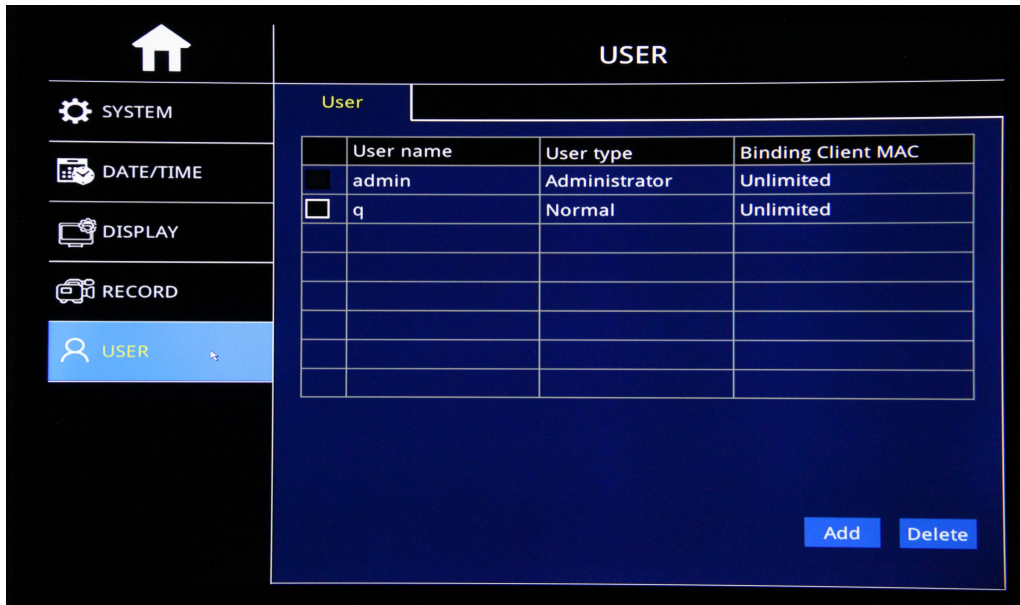 USER
SYSTEM
DATE/TIME
DISPLAY
RECORD
USER
User
User name User type Binding Client MAC
admin Administrator Unlimited
q Normal Unlimited
Add Delete